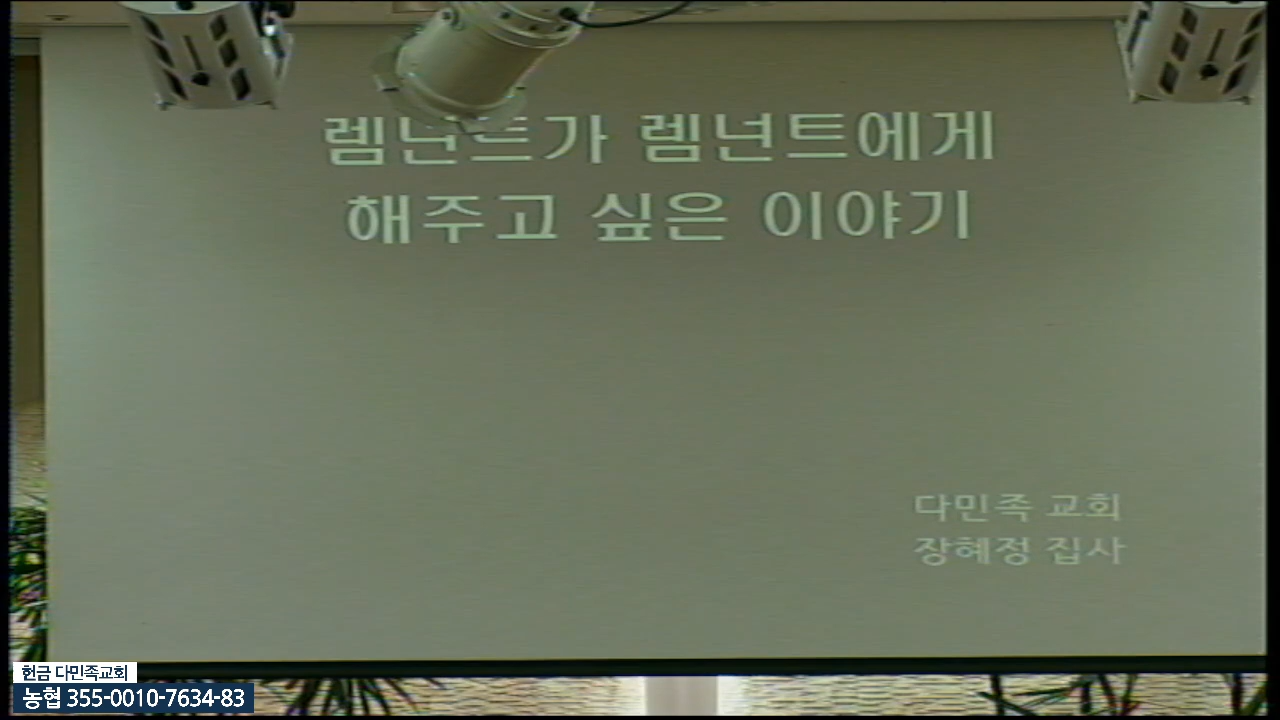 렘넌트가 렘넌트에게
해주고 싶은 이야기
다민족 교회
장혜정 집사
헌금 다민족교회
농협 355-0010-7634-83